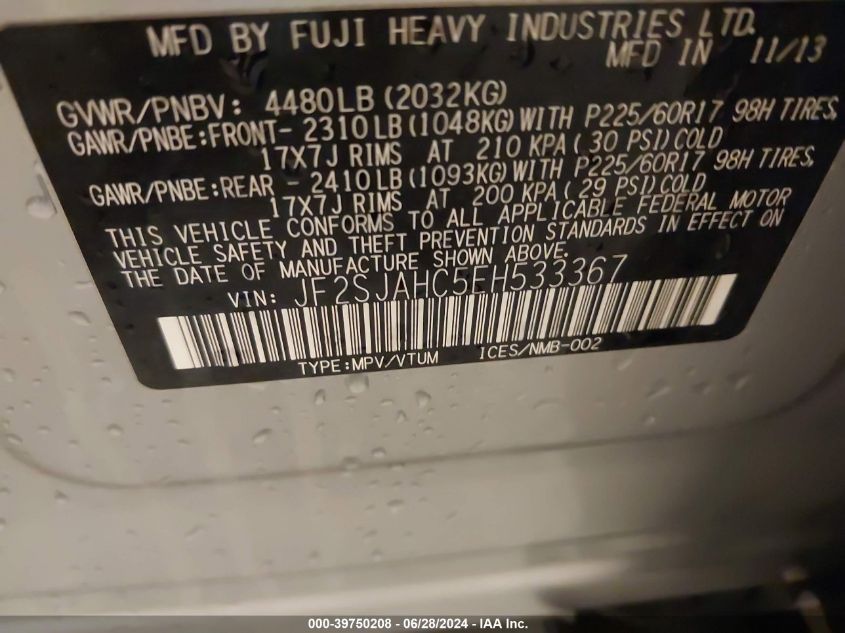 MFD BY FUJI HEAVY INDUSTRIES LTD.
MFD IN 11/13
GVWR/PNBV: 4480LB (2032KG)
GAWR/PNBE:FRONT- 2310LB (1048KG) WITH P225/60R17 98H TIRES,
17X7J RIMS AT 210 KPA ( 30 PSI) COLD
GAWR/PNBE:REAR - 2410LB (1093KG) WITH P225/60R17 98H TIRES,
17X7J RIMS AT 200 KPA ( 29 PSI) COLD
THIS VEHICLE CONFORMS TO ALL APPLICABLE FEDERAL MOTOR
VEHICLE SAFETY AND THEFT PREVENTION STANDARDS IN EFFECT ON
THE DATE OF MANUFACTURE SHOWN ABOVE.
VIN: JF2SJAHC5EH533367
TYPE:MPV/VTUM ICES/NMB-002
000-39750208 - 06/28/2024 - IAA Inc.